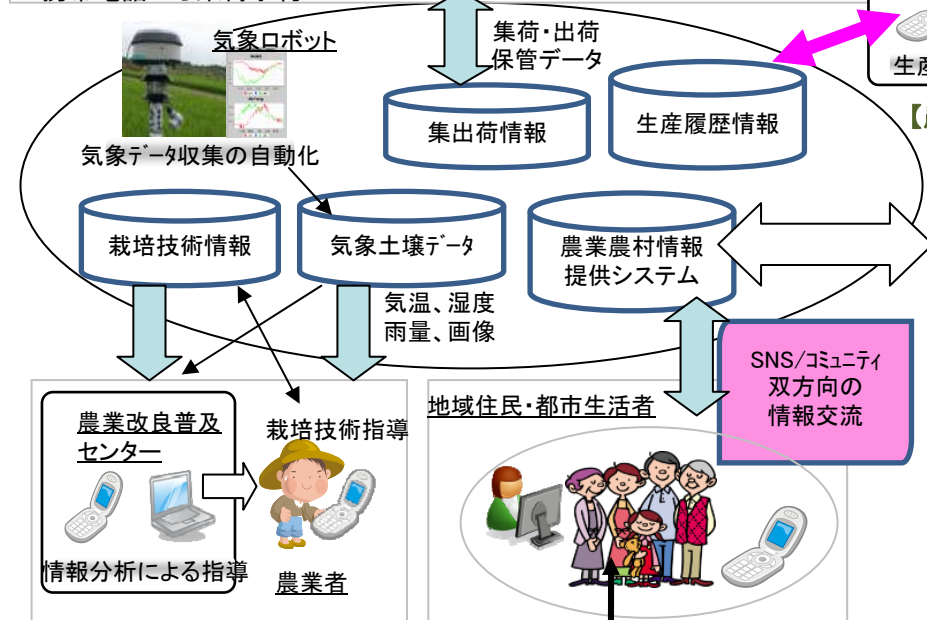 集荷・出荷
保管データ
気象ロボット
生産
集出荷情報
生産履歴情報
気象ﾃﾞｰﾀ収集の自動化
栽培技術情報
気象土壌ﾃﾞｰﾀ
農業農村情報
提供システム
気温、湿度
雨量、画像
SNS/ｺﾐｭﾆﾃｨ
双方向の
情報交流
地域住民・都市生活者
農業改良普及
センター
栽培技術指導
情報分析による指導
農業者